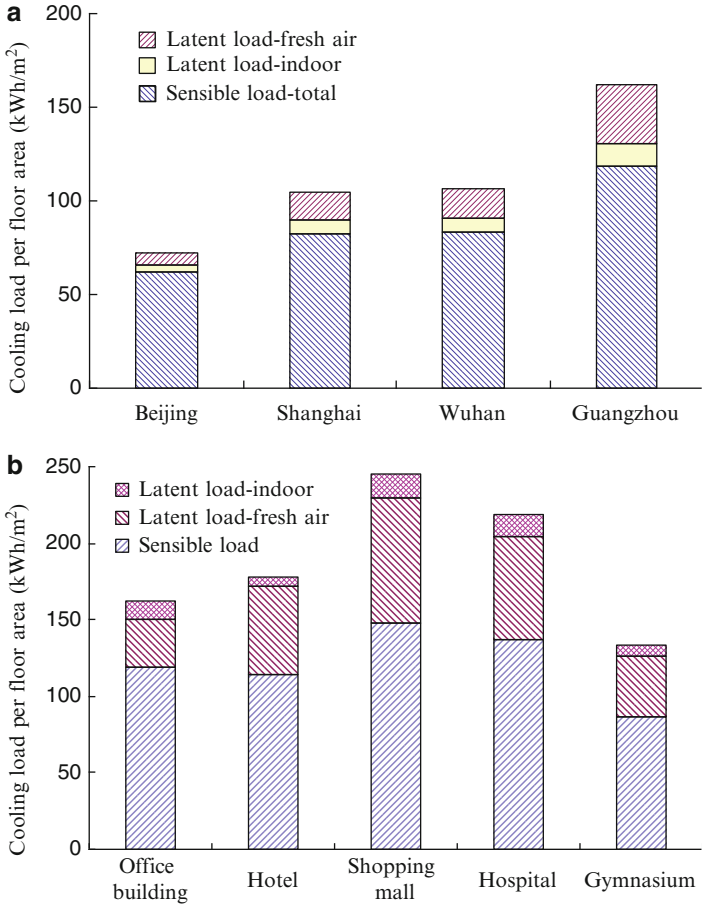 a
Cooling load per floor area (kWh/m²)
200
150
100
50
0
Latent load-fresh air
Latent load-indoor
Sensible load-total
Beijing Shanghai Wuhan Guangzhou
b
Cooling load per floor area (kWh/m²)
250
200
150
100
50
0
Latent load-indoor
Latent load-fresh air
Sensible load
Office
building
Hotel
Shopping
mall
Hospital
Gymnasium